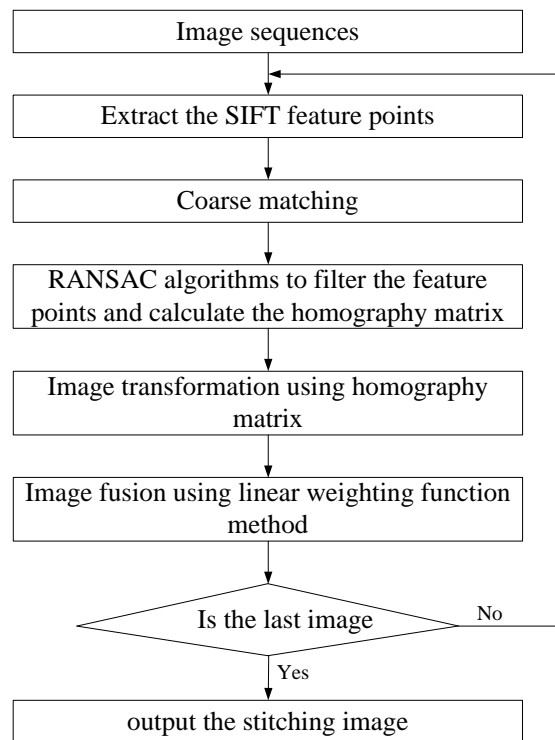 Image sequences
Extract the SIFT feature points
Coarse matching
RANSAC algorithms to filter the feature
points and calculate the homography matrix
Image transformation using homography
matrix
Image fusion using linear weighting function
method
Is the last image
No
Yes
output the stitching image